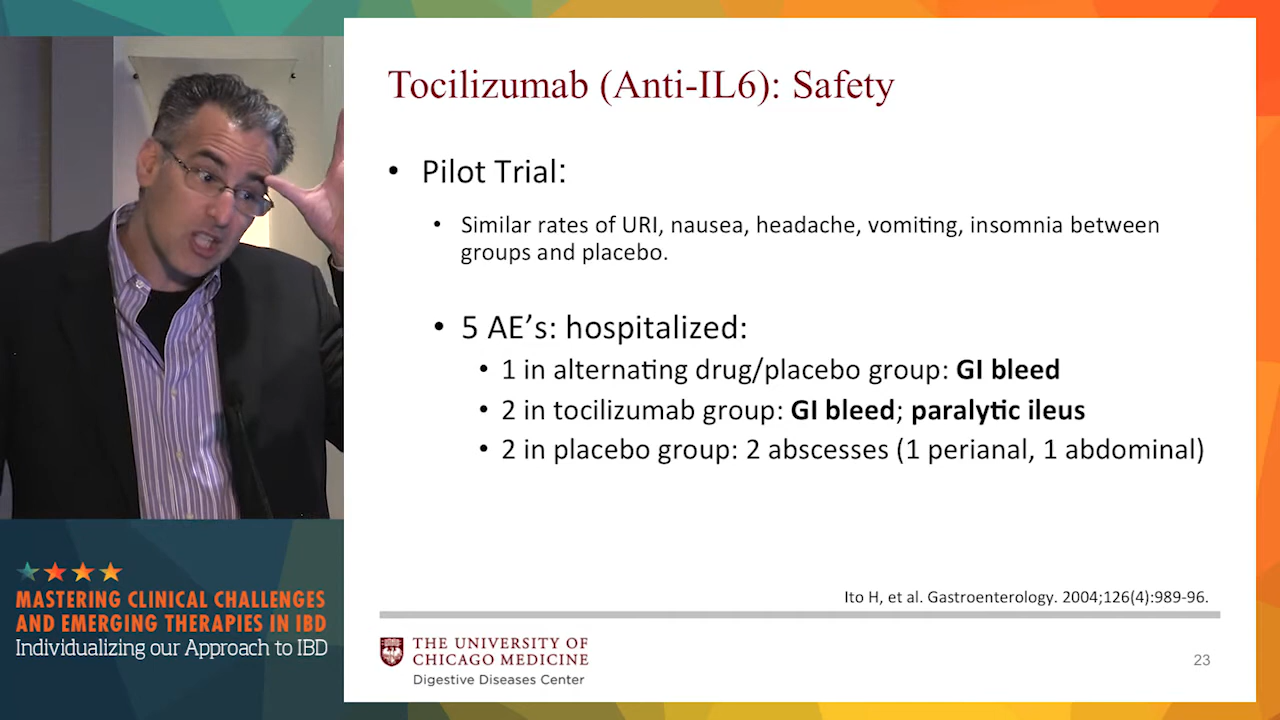 Tocilizumab (Anti-IL6): Safety
• Pilot Trial:
• Similar rates of URI, nausea, headache, vomiting, insomnia between
groups and placebo.
• 5 AE’s: hospitalized:
• 1 in alternating drug/placebo group: GI bleed
• 2 in tocilizumab group: GI bleed; paralytic ileus
• 2 in placebo group: 2 abscesses (1 perianal, 1 abdominal)
Ito H, et al. Gastroenterology. 2004;126(4):989-96.
THE UNIVERSITY OF
CHICAGO MEDICINE
Digestive Diseases Center
23
MASTERING CLINICAL CHALLENGES
AND EMERGING THERAPIES IN IBD
Individualizing our Approach to IBD